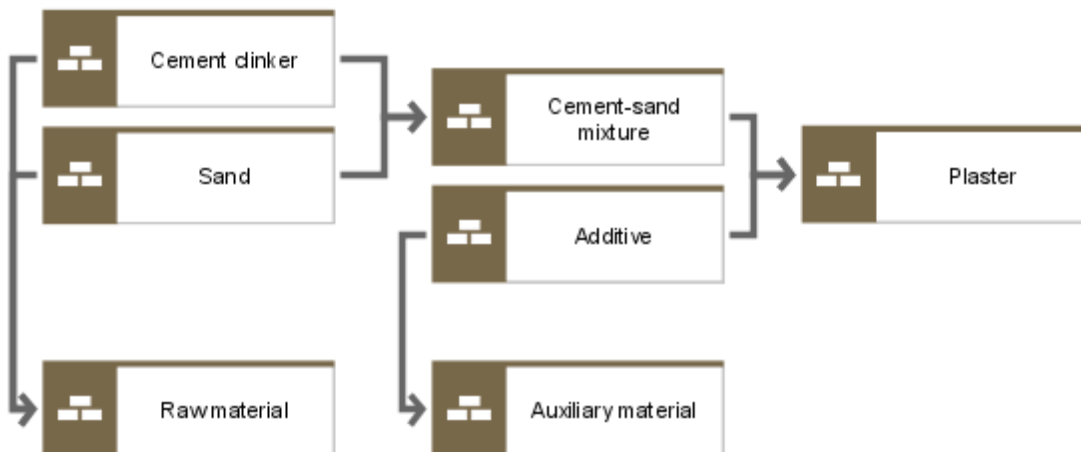 Cement clinker
Cement-sand
mixture
Sand
Plaster
Additive
Raw material
Auxiliary material